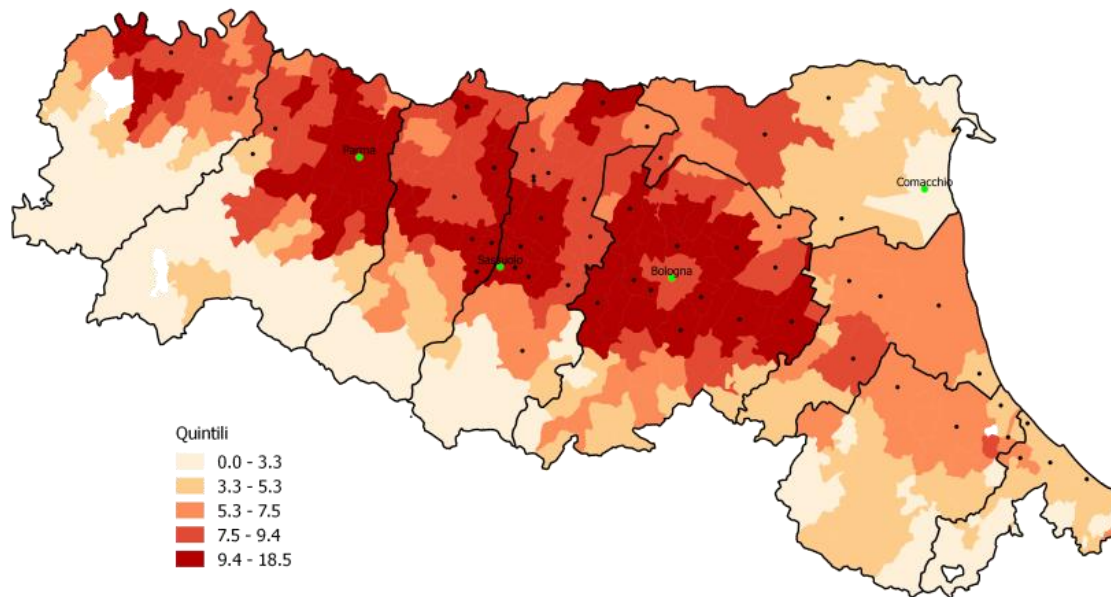 Parma
Comacchio
Sassuolo
Bologna
Quintili
0.0 - 3.3
3.3 - 5.3
5.3 - 7.5
7.5 - 9.4
9.4 - 18.5